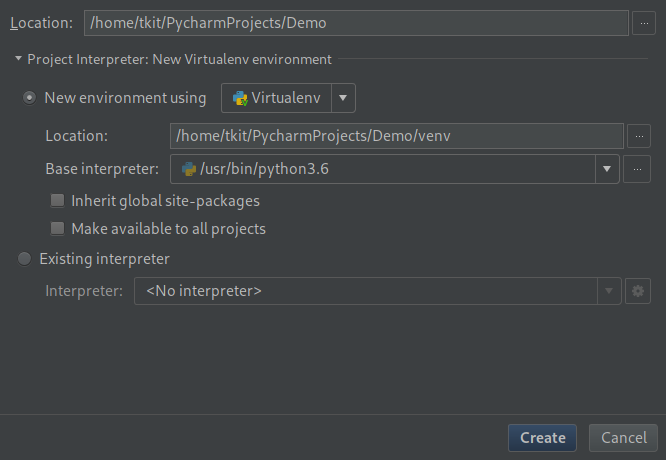 Location: /home/tkit/PycharmProjects/Demo ...
Project Interpreter: New Virtualenv environment
New environment using Virtualenv
Location: /home/tkit/PycharmProjects/Demo/venv ...
Base interpreter: /usr/bin/python3.6 ...
Inherit global site-packages
Make available to all projects
Existing interpreter
Interpreter: <No interpreter>
Create Cancel